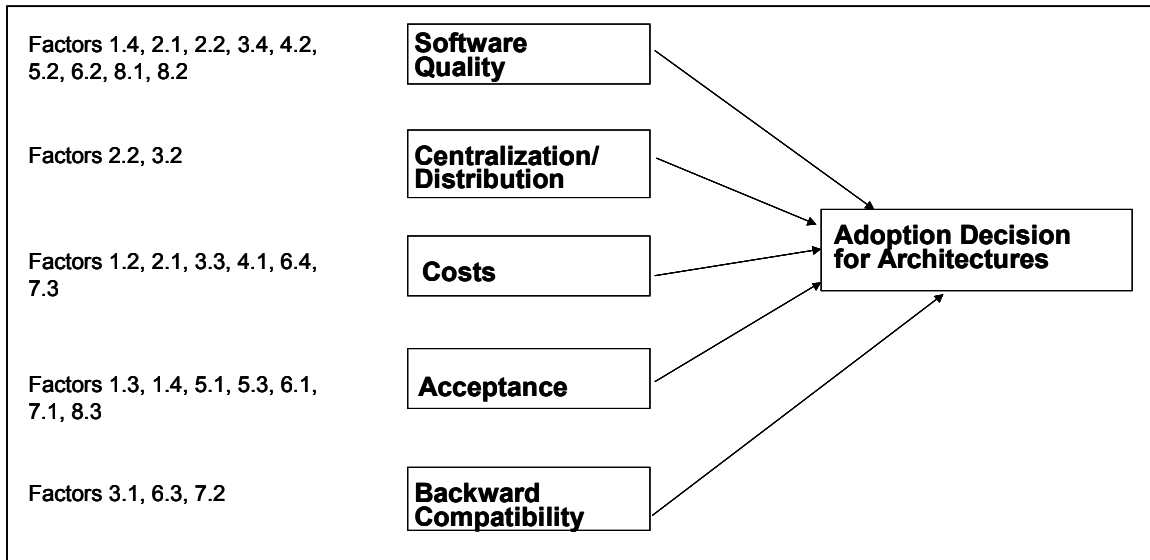 Factors 1.4, 2.1, 2.2, 3.4, 4.2,
5.2, 6.2, 8.1, 8.2
Software
Quality
Factors 2.2, 3.2
Centralization/
Distribution
Adoption Decision
for Architectures
Factors 1.2, 2.1, 3.3, 4.1, 6.4,
7.3
Costs
Factors 1.3, 1.4, 5.1, 5.3, 6.1,
7.1, 8.3
Acceptance
Factors 3.1, 6.3, 7.2
Backward
Compatibility